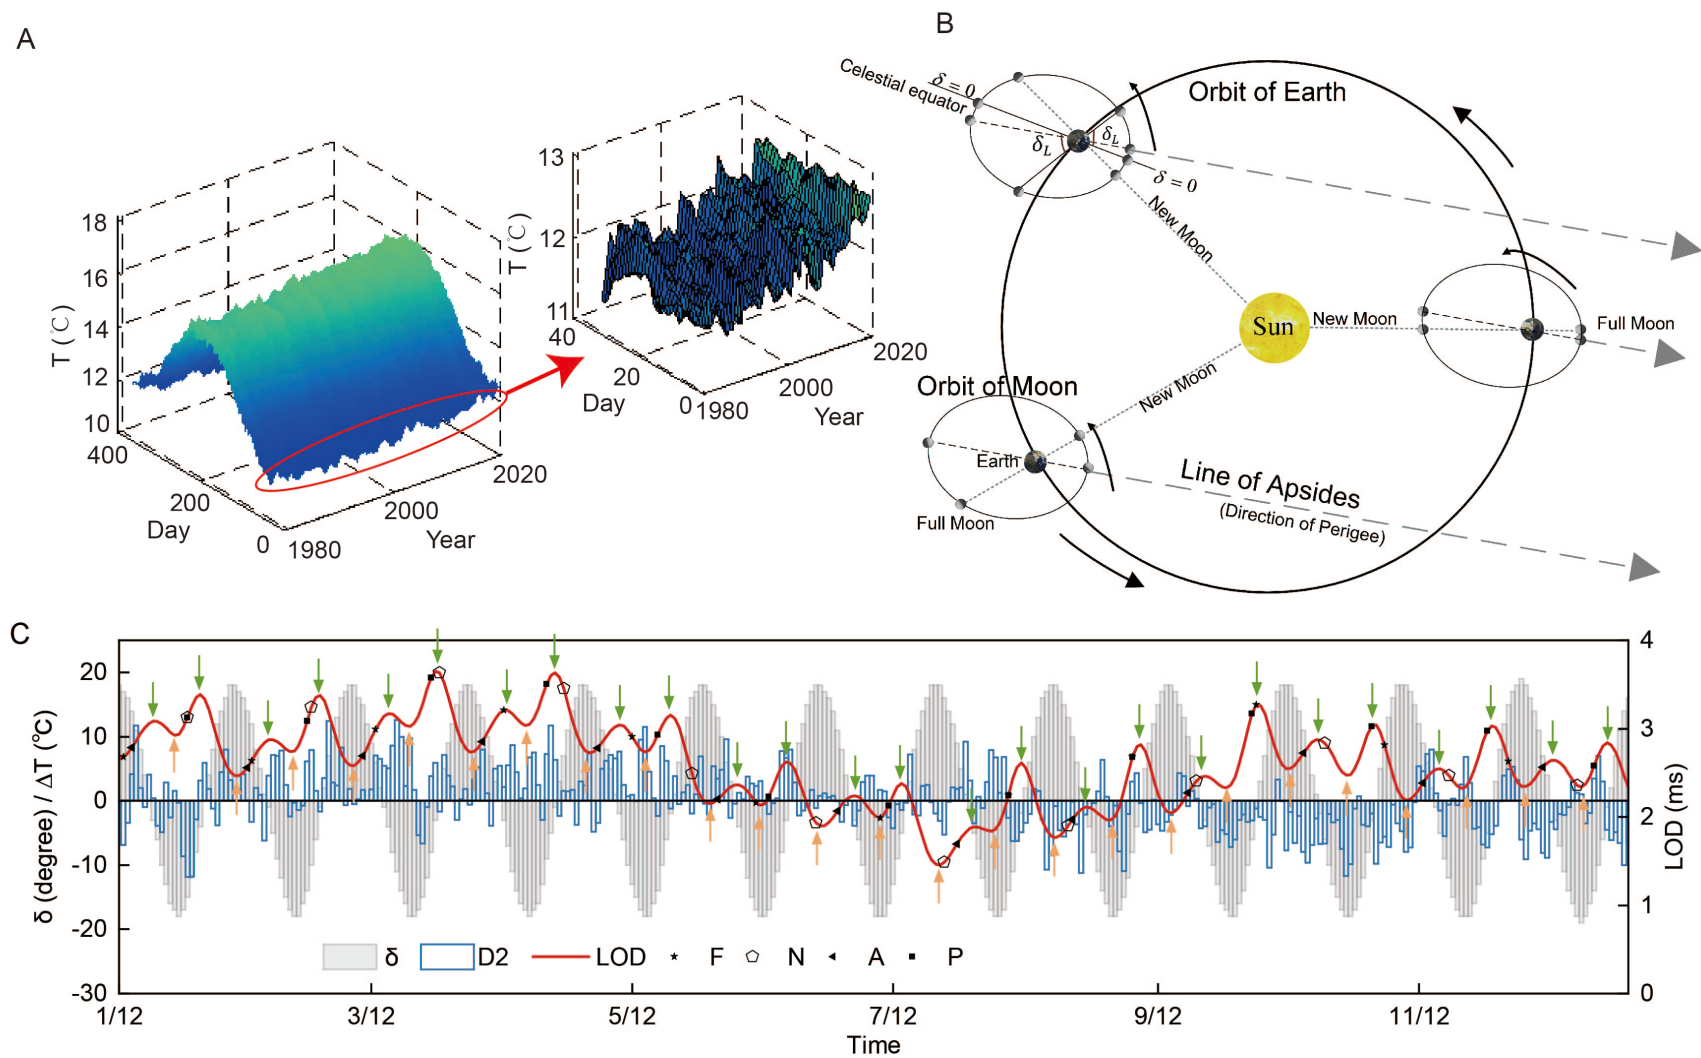 A
18
16
14
12
10
T (℃)
400
200
0
Day
1980
2000
2020
Year
13
12
11
T (℃)
40
20
0
Day
1980
2000
2020
Year
B
Celestial equator
δ = 0
δL
δL
δ = 0
Orbit of Earth
New Moon
Sun
New Moon
Full Moon
New Moon
Orbit of Moon
Earth
Full Moon
Line of Apsides
(Direction of Perigee)
C
20
10
0
-10
-20
-30
δ (degree) / ΔT (℃)
4
3
2
1
0
LOD (ms)
δ D2 LOD F N A P
1/12 3/12 5/12 7/12 9/12 11/12
Time